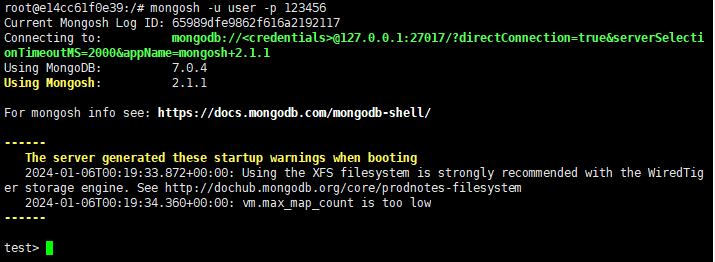 root@e14cc61f0e39:/# mongosh -u user -p 123456
Current Mongosh Log ID: 65989dfe9862f616a2192117
Connecting to:          mongodb://<credentials>@127.0.0.1:27017/?directConnection=true&serverSelecti
onTimeoutMS=2000&appName=mongosh+2.1.1
Using MongoDB:          7.0.4
Using Mongosh:          2.1.1
For mongosh info see: https://docs.mongodb.com/mongodb-shell/
------
   The server generated these startup warnings when booting
   2024-01-06T00:19:33.872+00:00: Using the XFS filesystem is strongly recommended with the WiredTig
er storage engine. See http://dochub.mongodb.org/core/prodnotes-filesystem
   2024-01-06T00:19:34.360+00:00: vm.max_map_count is too low
------
test>